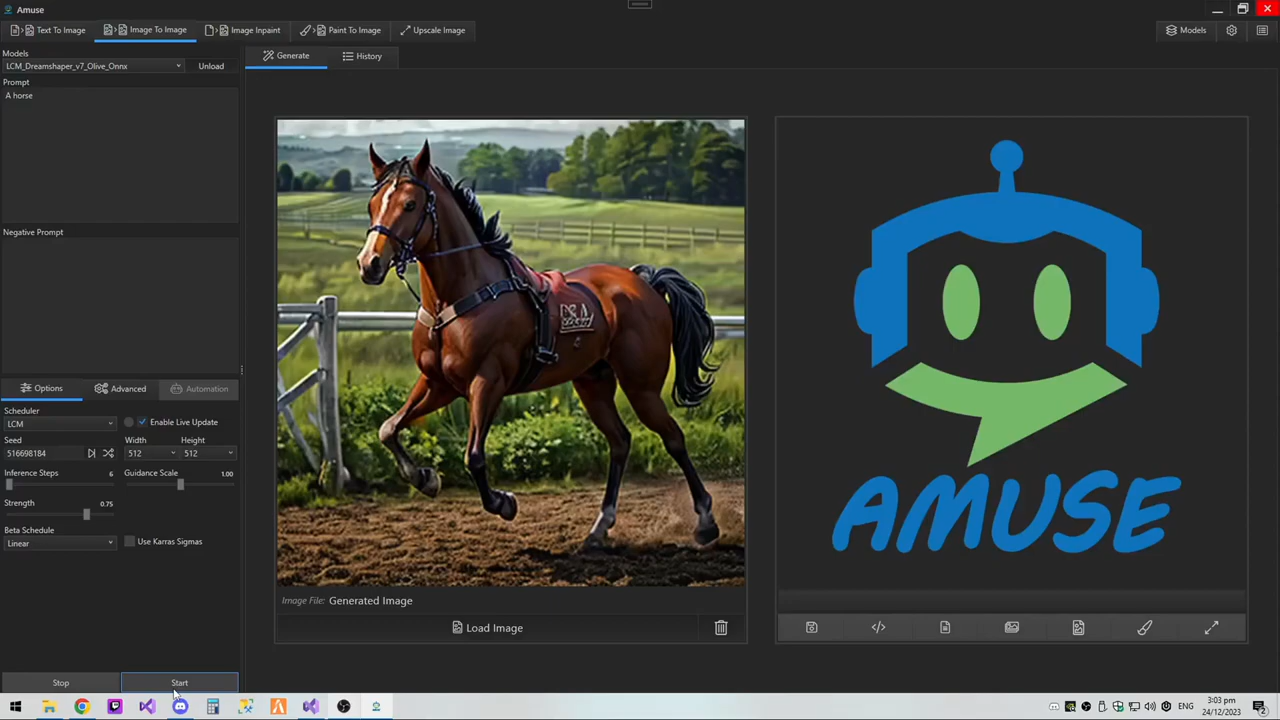 Amuse
Text To Image
Image To Image
Image Inpaint
Paint To Image
Upscale Image
Models
Models
Generate
History
LCM_Dreamshaper_v7_Olive_Onnx
Unload
Prompt
A horse
Negative Prompt
Options
Advanced
Automation
Scheduler
LCM
Enable Live Update
Seed
Width
Height
516698184
512
512
Inference Steps
6
Guidance Scale
1.00
Strength
0.75
Beta Schedule
Linear
Use Karras Sigmas
AMUSE
Image File: Generated Image
Load Image
Stop
Start
ENG
3:03 pm
24/12/2023
2